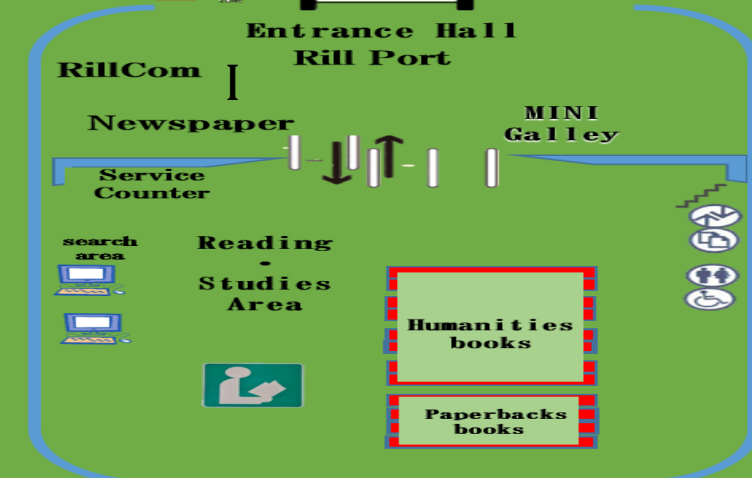 Entrance Hall
Rill Port
RillCom
Newspaper
MINI
Galley
Service
Counter
search
area
Reading
・
Studies
Area
Humanities
books
Paperbacks
books